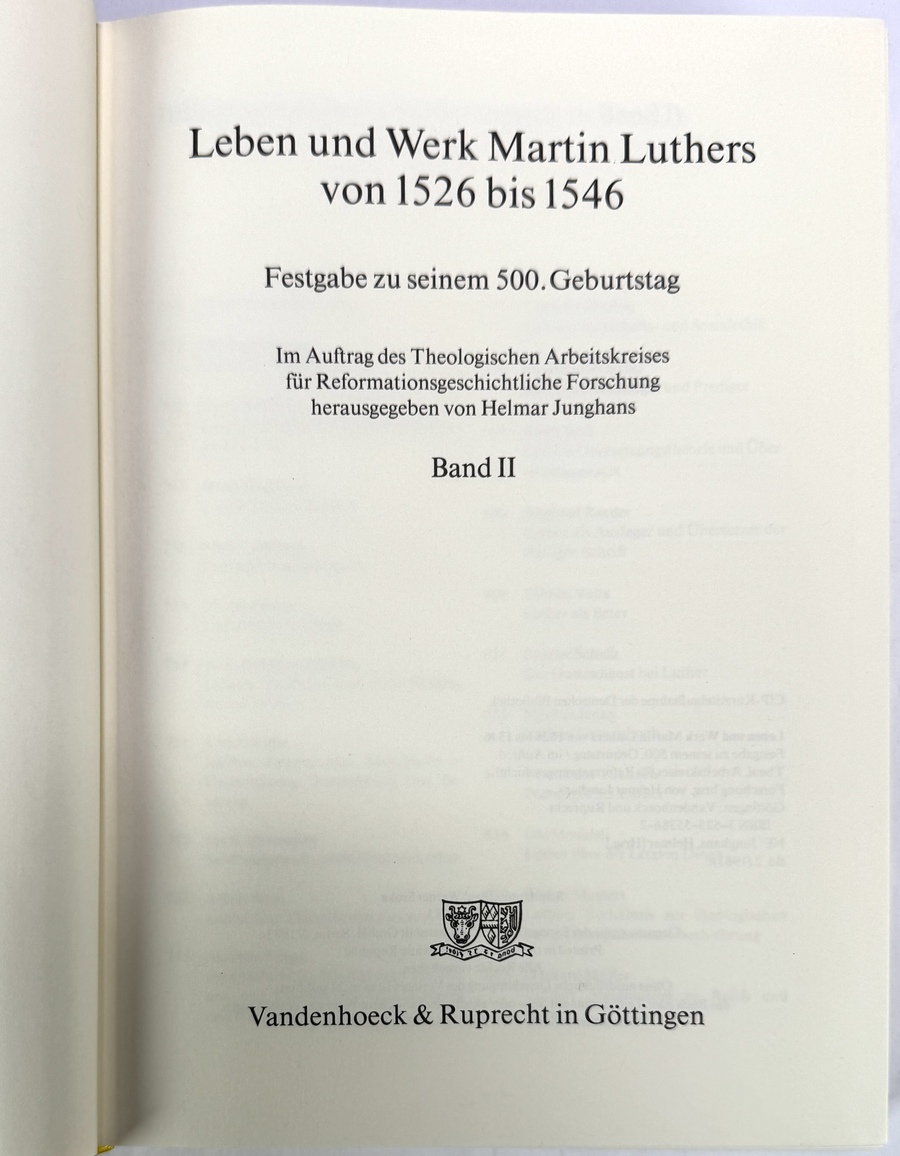 Leben und Werk Martin Luthers
von 1526 bis 1546
Festgabe zu seinem 500. Geburtstag
Im Auftrag des Theologischen Arbeitskreises
für Reformationsgeschichtliche Forschung
herausgegeben von Helmar Junghans
Band II
Vandenhoeck & Ruprecht in Göttingen